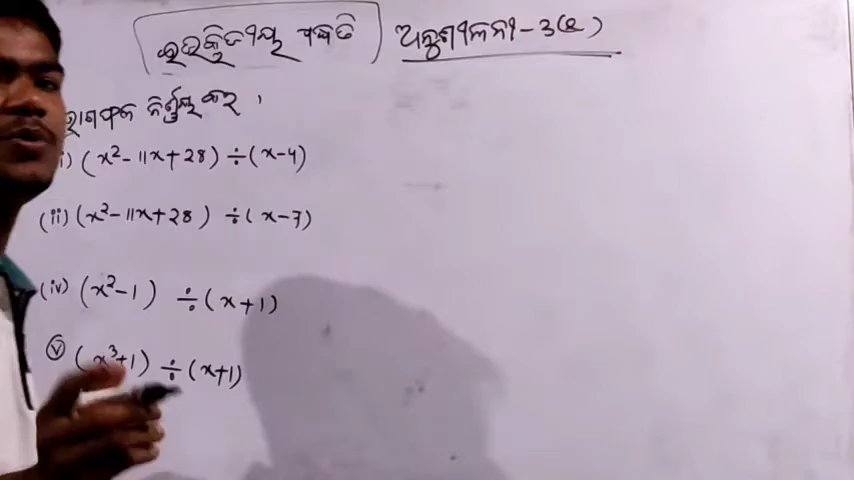 ଇଉକ୍ଲିଡୀୟ ପଦ୍ଧତି ଅନୁଶୀଳନୀ-3(ଛ)
ଭାଗଫଳ ନିର୍ଣ୍ଣୟ କର ।
i) (x²-11x+28) ÷ (x-4)
(ii) (x²-11x+28) ÷ (x-7)
(iv) (x²-1) ÷ (x+1)
(v) (x³+1) ÷ (x+1)